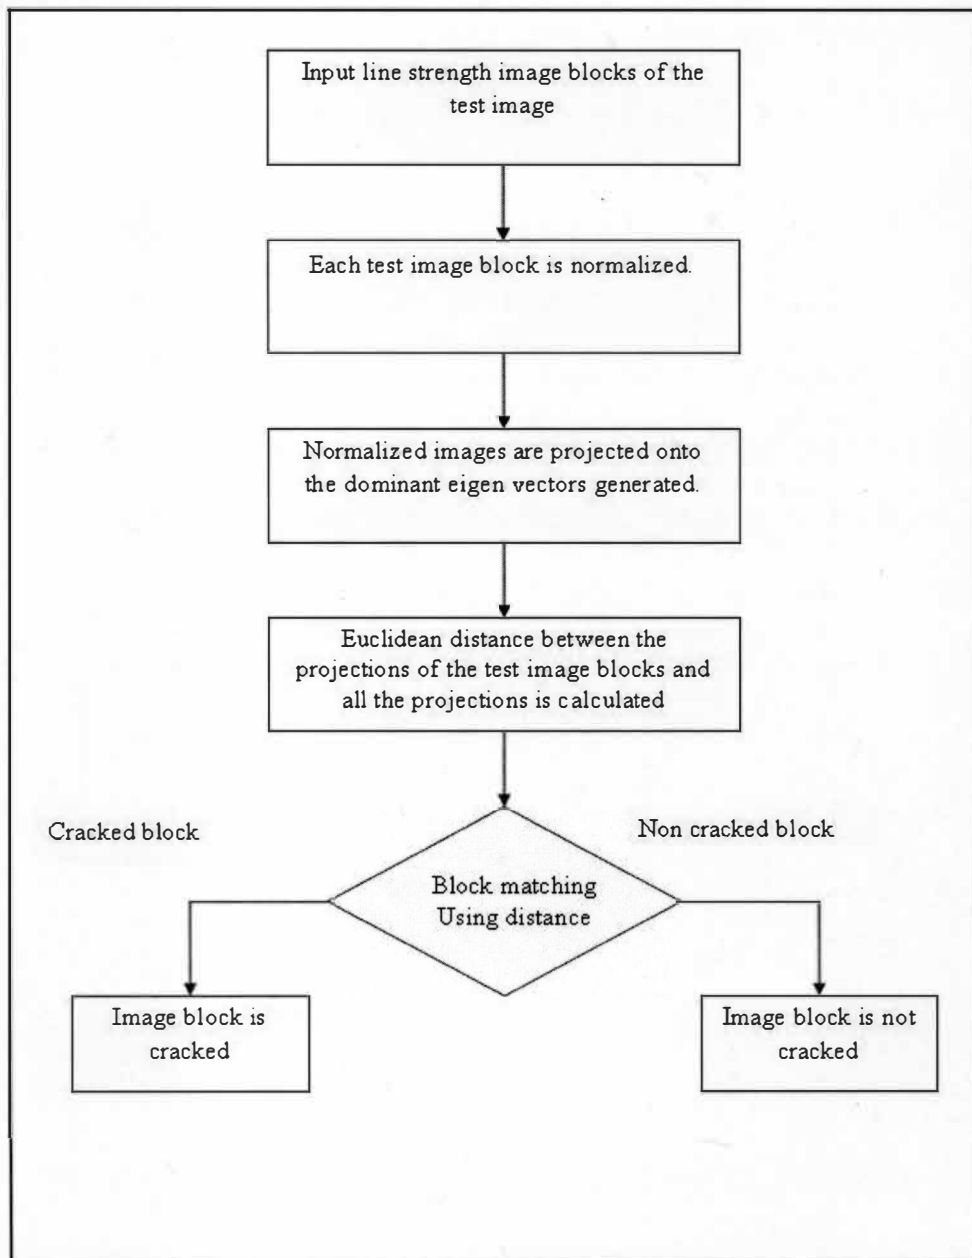 Input line strength image blocks of the
test image
Each test image block is normalized.
Normalized images are projected onto
the dominant eigen vectors generated.
Euclidean distance between the
projections of the test image blocks and
all the projections is calculated
Cracked block
Non cracked block
Block matching
Using distance
Image block is
cracked
Image block is not
cracked